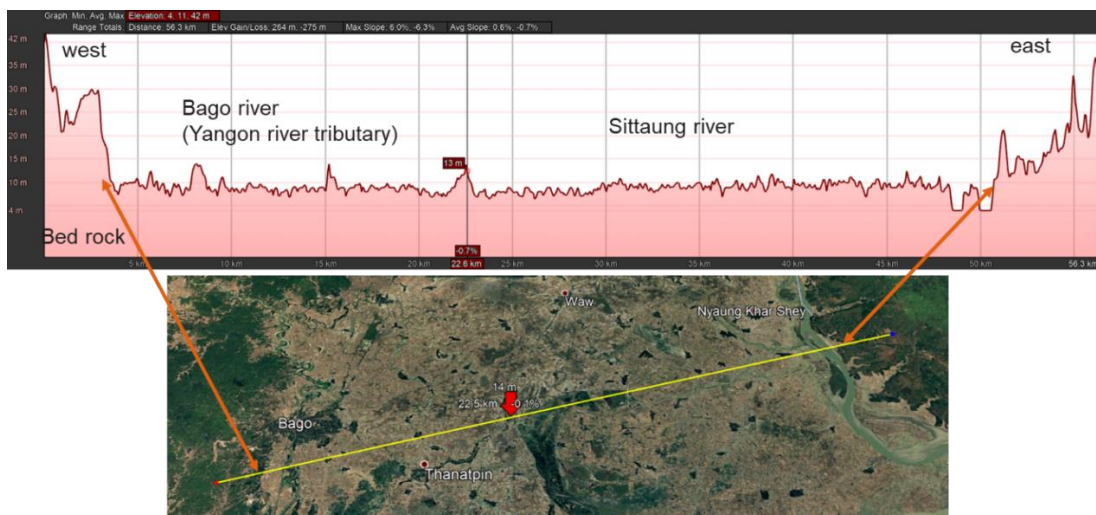 Graph: Min, Avg, Max Elevation: 4, 11, 42 m
Range Totals: Distance: 56.3 km Elev Gain/Loss: 264 m, -275 m Max Slope: 6.0%, -6.3% Avg Slope: 0.6%, -0.7%
42 m
west
east
35 m
30 m
25 m
Bago river
(Yangon river tributary)
Sittaung river
20 m
15 m
13 m
10 m
4 m
Bed rock
-0.7%
5 km
10 km
15 km
20 km
22.6 km
25 km
30 km
35 km
40 km
45 km
50 km
56.3 km
Waw
Nyaung Khar Shey
14 m
22.5 km -0.1%
Bago
Thanatpin